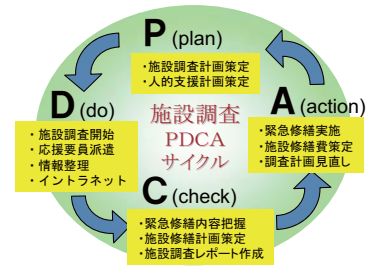 P (plan)
・施設調査計画策定
・人的支援計画策定
D (do)
・施設調査開始
・応援要員派遣
・情報整理
・イントラネット
施設調査
PDCA
サイクル
A (action)
・緊急修繕実施
・施設修繕費策定
・調査計画見直し
C (check)
・緊急修繕内容把握
・施設修繕計画策定
・施設調査レポート作成